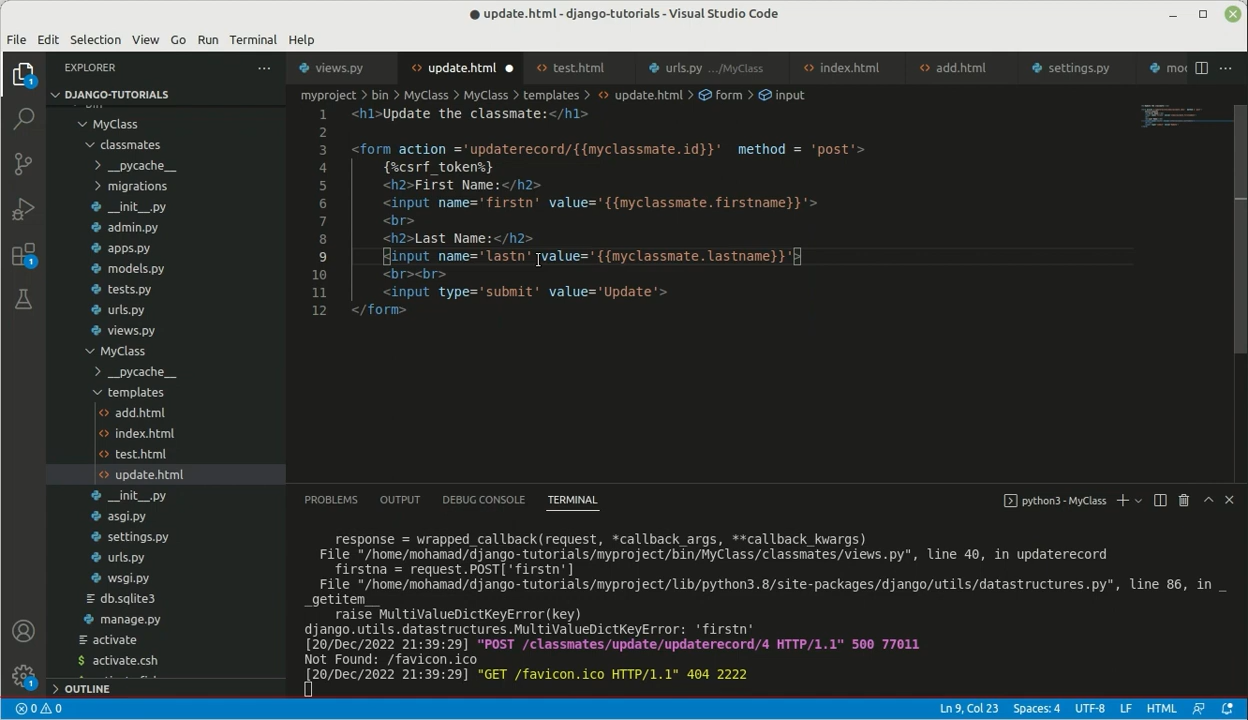 update.html - django-tutorials - Visual Studio Code
File Edit Selection View Go Run Terminal Help
EXPLORER
views.py
update.html
test.html
urls.py .../MyClass
index.html
add.html
settings.py
DJANGO-TUTORIALS
MyClass
classmates
__pycache__
migrations
__init__.py
admin.py
apps.py
models.py
tests.py
urls.py
views.py
MyClass
__pycache__
templates
add.html
index.html
test.html
update.html
__init__.py
asgi.py
settings.py
urls.py
wsgi.py
db.sqlite3
manage.py
activate
activate.csh
OUTLINE
1
1
1
myproject > bin > MyClass > MyClass > templates > update.html > form > input
1 <h1>Update the classmate:</h1>
2
3 <form action ='updaterecord/{{myclassmate.id}}'  method = 'post'>
4 {%csrf_token%}
5 <h2>First Name:</h2>
6 <input name='firstn' value='{{myclassmate.firstname}}'>
7 <br>
8 <h2>Last Name:</h2>
9 <input name='lastn' value='{{myclassmate.lastname}}'>
10 <br><br>
11 <input type='submit' value='Update'>
12 </form>
PROBLEMS OUTPUT DEBUG CONSOLE TERMINAL
python3 - MyClass
response = wrapped_callback(request, *callback_args, **callback_kwargs)
File "/home/mohamad/django-tutorials/myproject/bin/MyClass/classmates/views.py", line 40, in updaterecord
firstna = request.POST['firstn']
File "/home/mohamad/django-tutorials/myproject/lib/python3.8/site-packages/django/utils/datastructures.py", line 86, in _
_getitem__
raise MultiValueDictKeyError(key)
django.utils.datastructures.MultiValueDictKeyError: 'firstn'
[20/Dec/2022 21:39:29] "POST /classmates/update/updaterecord/4 HTTP/1.1" 500 77011
Not Found: /favicon.ico
[20/Dec/2022 21:39:29] "GET /favicon.ico HTTP/1.1" 404 2222
0 0
Ln 9, Col 23
Spaces: 4
UTF-8
LF
HTML